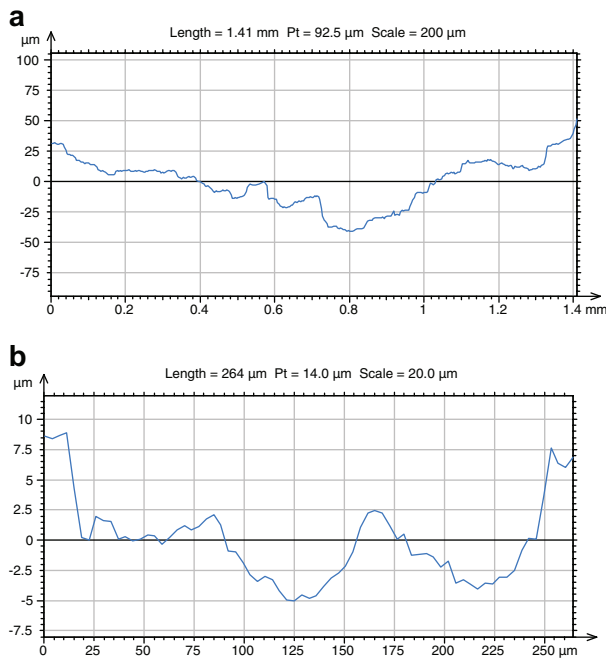 a
Length = 1.41 mm Pt = 92.5 µm Scale = 200 µm
µm
100
75
50
25
0
-25
-50
-75
0 0.2 0.4 0.6 0.8 1 1.2 1.4 mm
b
Length = 264 µm Pt = 14.0 µm Scale = 20.0 µm
µm
10
7.5
5
2.5
0
-2.5
-5
-7.5
0 25 50 75 100 125 150 175 200 225 250 µm